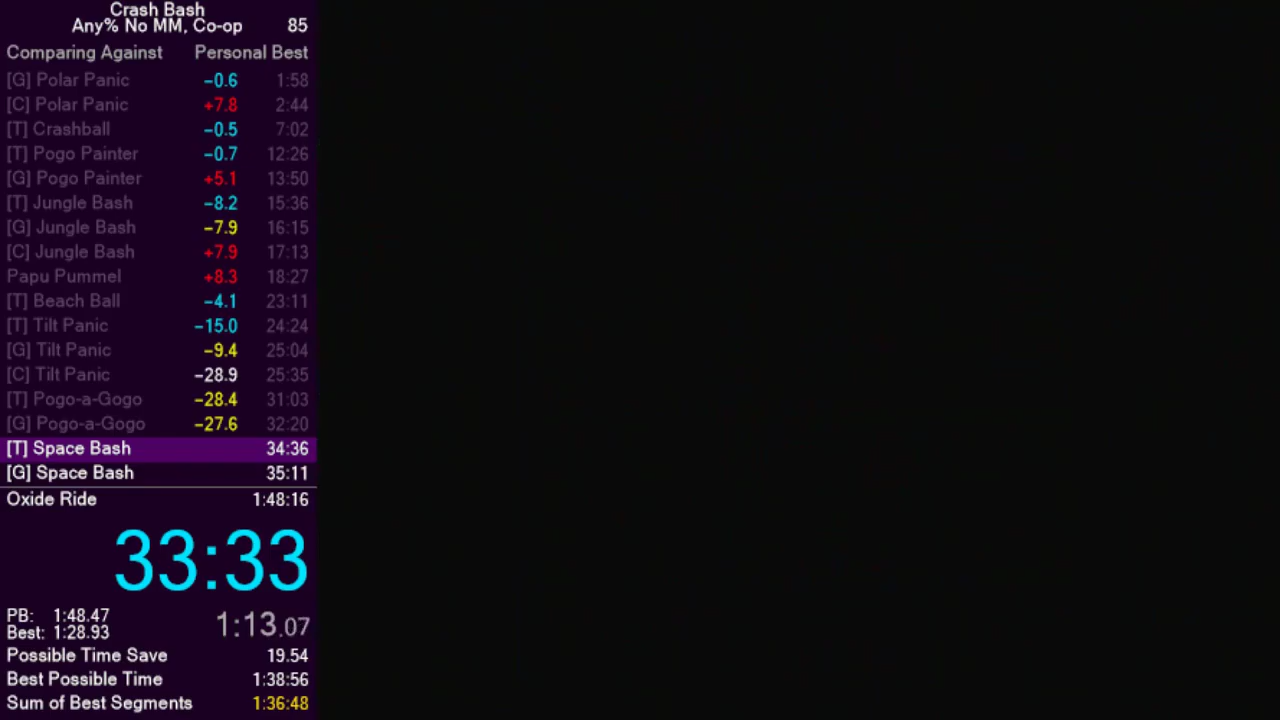 Crash Bash
Any% No MM, Co-op 85
Comparing Against Personal Best
[G] Polar Panic −0.6 1:58
[C] Polar Panic +7.8 2:44
[T] Crashball −0.5 7:02
[T] Pogo Painter −0.7 12:26
[G] Pogo Painter +5.1 13:50
[T] Jungle Bash −8.2 15:36
[G] Jungle Bash −7.9 16:15
[C] Jungle Bash +7.9 17:13
Papu Pummel +8.3 18:27
[T] Beach Ball −4.1 23:11
[T] Tilt Panic −15.0 24:24
[G] Tilt Panic −9.4 25:04
[C] Tilt Panic −28.9 25:35
[T] Pogo-a-Gogo −28.4 31:03
[G] Pogo-a-Gogo −27.6 32:20
[T] Space Bash 34:36
[G] Space Bash 35:11
Oxide Ride 1:48:16
33:33
PB: 1:48.47 1:13.07
Best: 1:28.93
Possible Time Save 19.54
Best Possible Time 1:38:56
Sum of Best Segments 1:36:48